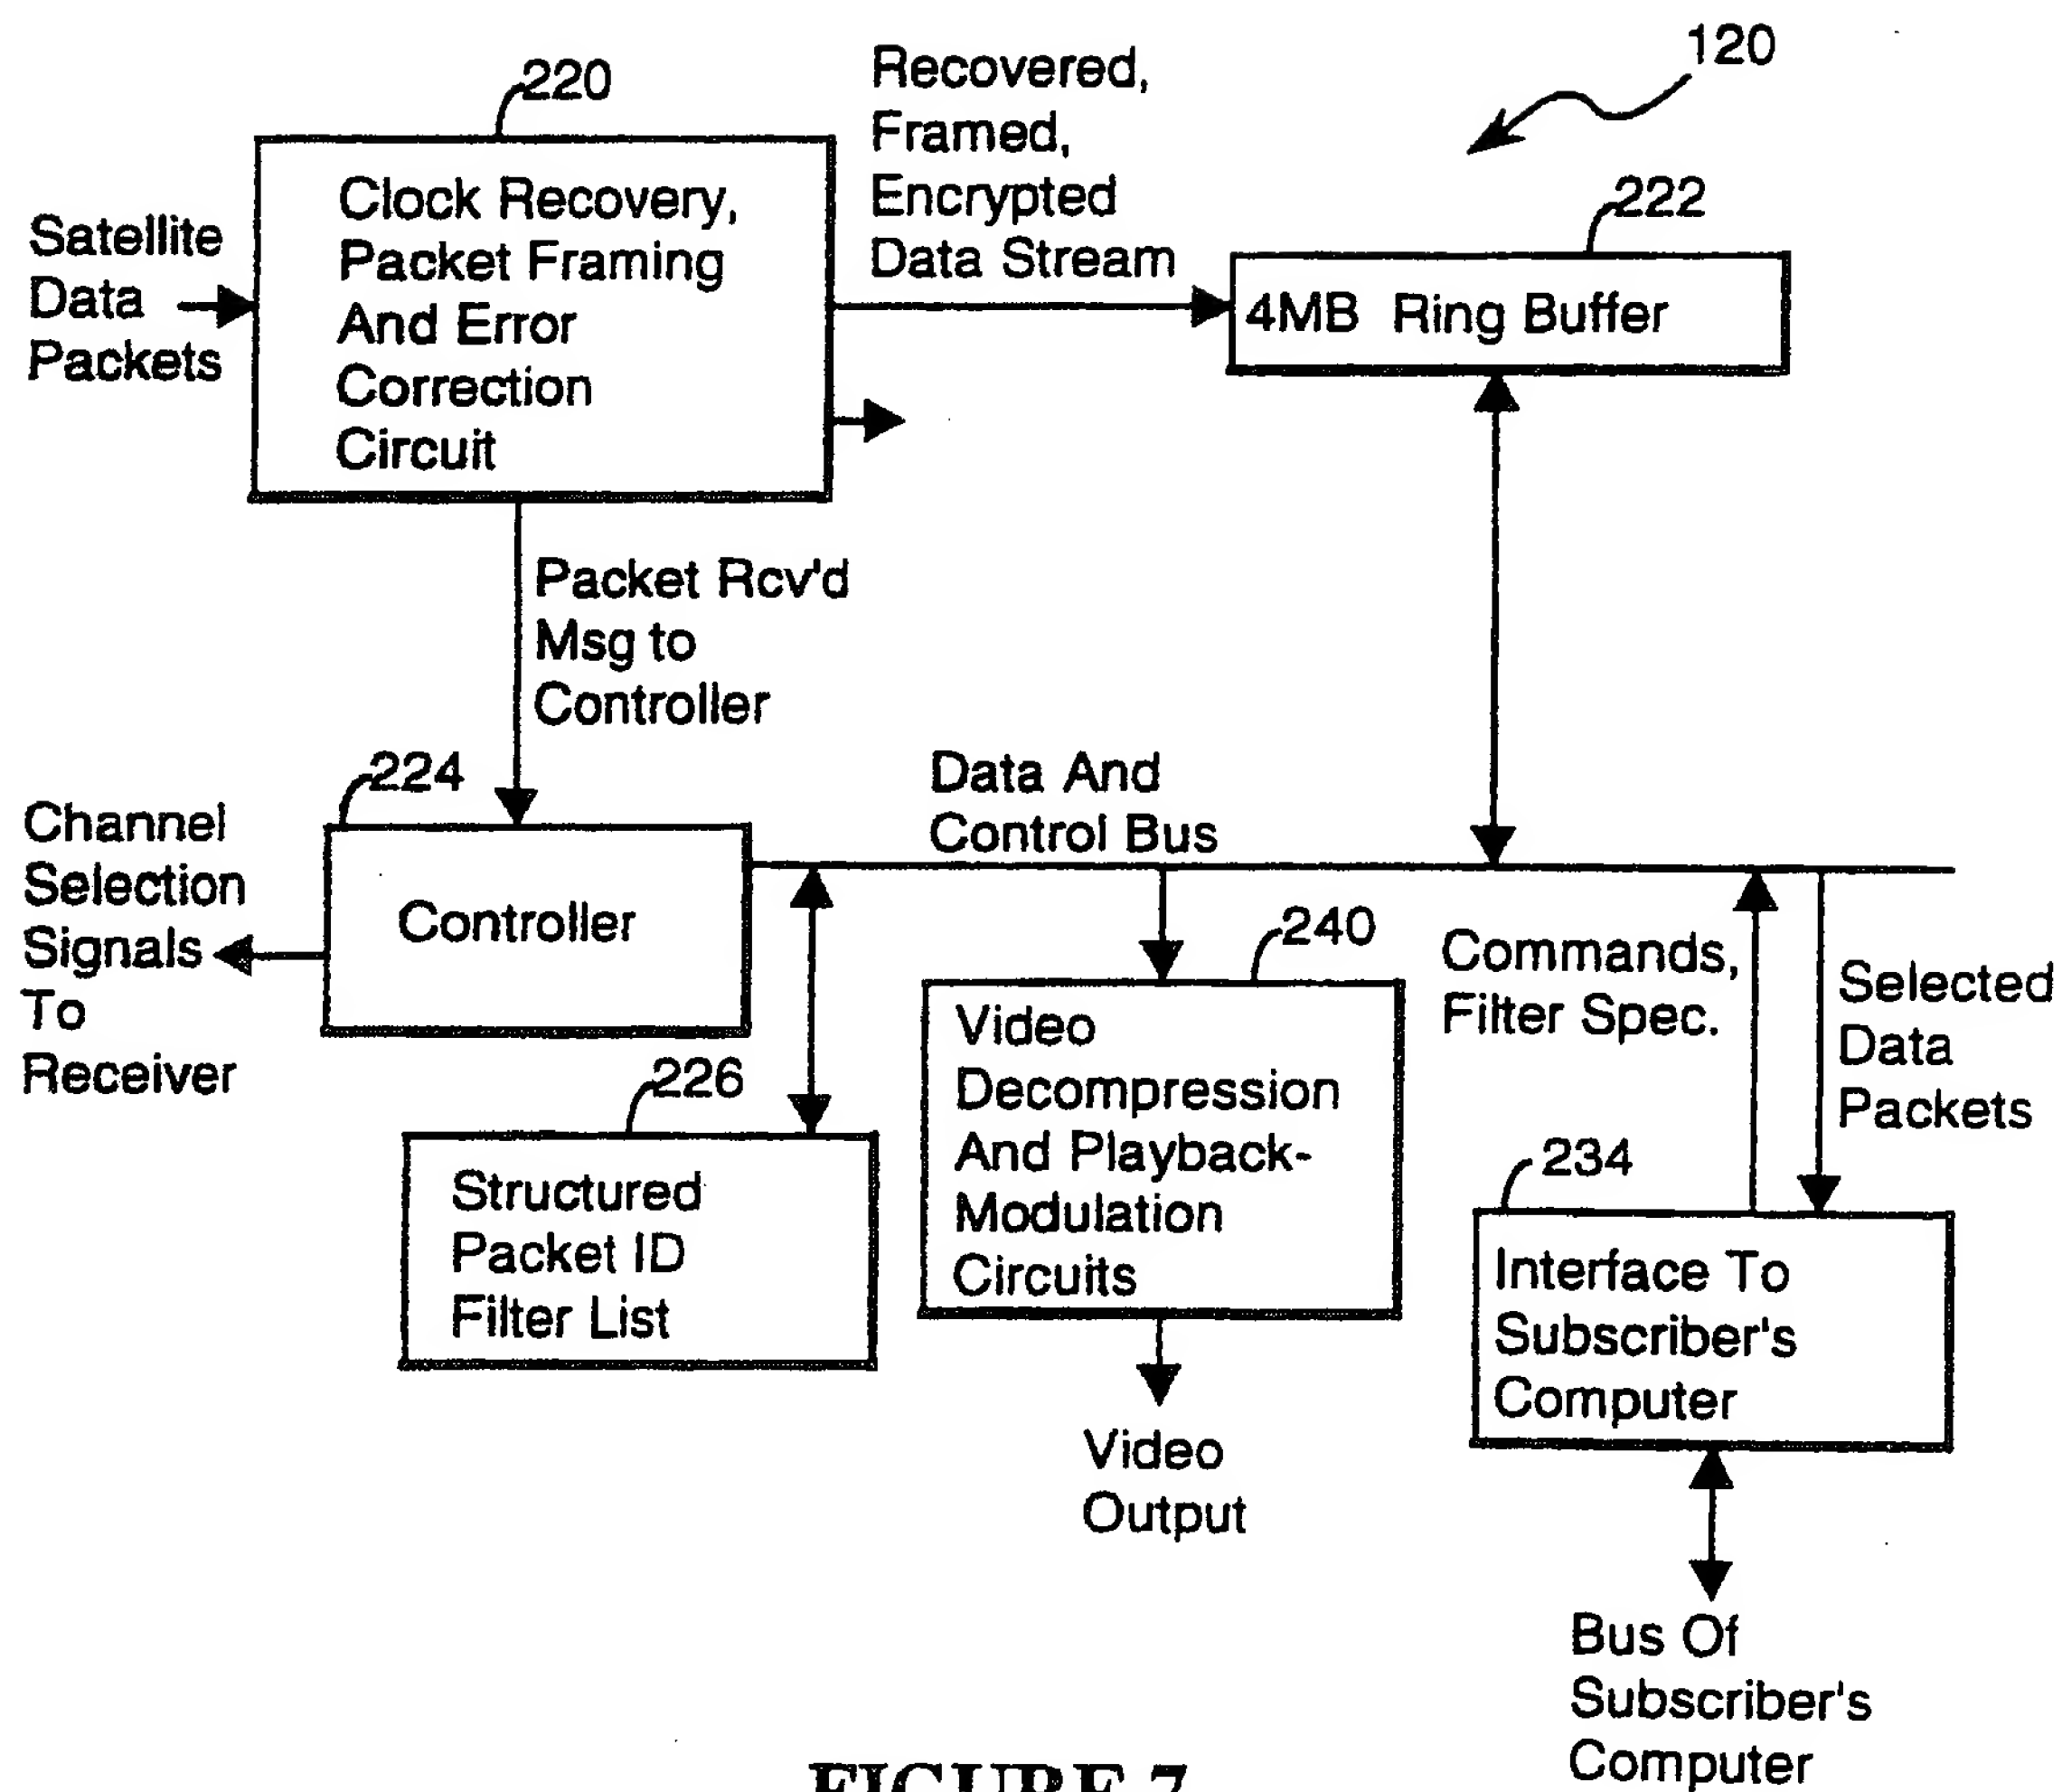 120
220
Recovered,
Framed,
Encrypted
Data Stream
Satellite
Data
Packets
Clock Recovery,
Packet Framing
And Error
Correction
Circuit
222
4MB Ring Buffer
Packet Rcv'd
Msg to
Controller
224
Channel
Selection
Signals
To
Receiver
Controller
Data And
Control Bus
226
Structured
Packet ID
Filter List
240
Video
Decompression
And Playback-
Modulation
Circuits
Video
Output
Commands,
Filter Spec.
Selected
Data
Packets
234
Interface To
Subscriber's
Computer
Bus Of
Subscriber's
Computer
FIGURE 7